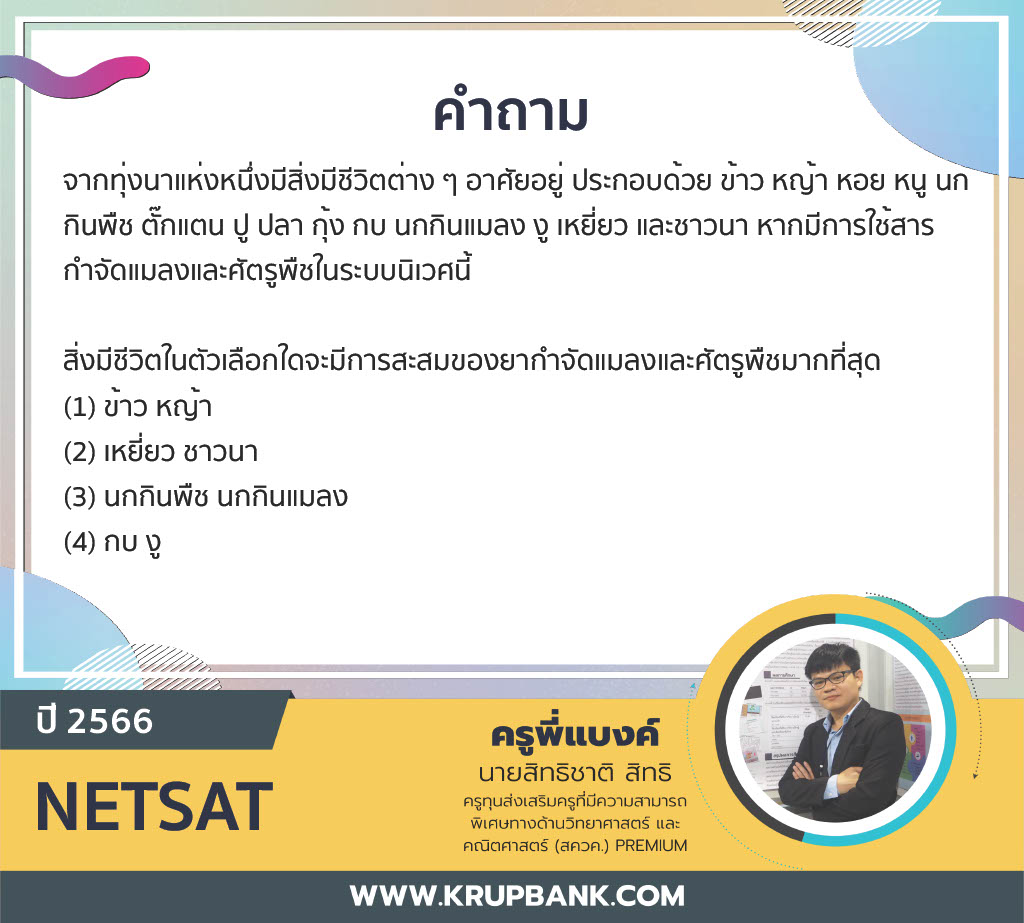 คำถาม
จากทุ่งนาแห่งหนึ่งมีสิ่งมีชีวิตต่าง ๆ อาศัยอยู่ ประกอบด้วย ข้าว หญ้า หอย หนู นก
กินพืช ตั๊กแตน ปู ปลา กุ้ง กบ นกกินแมลง งู เหยี่ยว และชาวนา หากมีการใช้สาร
กำจัดแมลงและศัตรูพืชในระบบนิเวศนี้
สิ่งมีชีวิตในตัวเลือกใดจะมีการสะสมของยากำจัดแมลงและศัตรูพืชมากที่สุด
(1) ข้าว หญ้า
(2) เหยี่ยว ชาวนา
(3) นกกินพืช นกกินแมลง
(4) กบ งู
ปี 2566
NETSAT
ครูพี่แบงค์
นายสิทธิชาติ สิทธิ
ครูทุนส่งเสริมครูที่มีความสามารถ
พิเศษทางด้านวิทยาศาสตร์ และ
คณิตศาสตร์ (สควค.) PREMIUM
WWW.KRUPBANK.COM